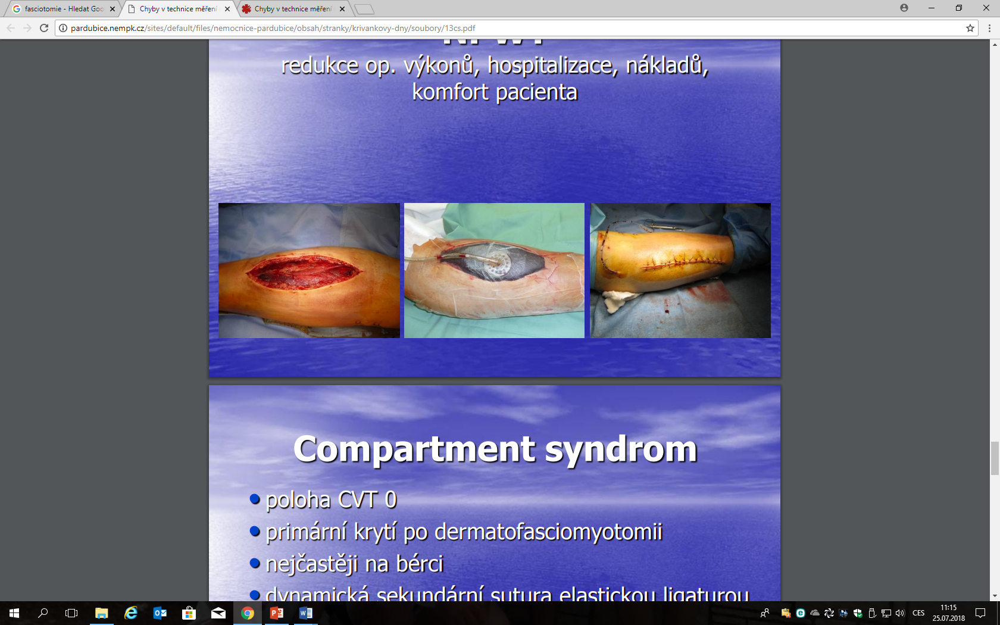 fasciotomie - Hledat Goo
Chyby v technice měření
Chyby v technice měření
pardubice.nempk.cz/sites/default/files/nemocnice-pardubice/obsah/stranky/krivankovy-dny/soubory/13cs.pdf
redukce op. výkonů, hospitalizace, nákladů,
komfort pacienta
Compartment syndrom
poloha CVT 0
primární krytí po dermatofasciomyotomii
nejčastěji na bérci
dynamická sekundární sutura elastickou ligaturou
CES
11:15
25.07.2018